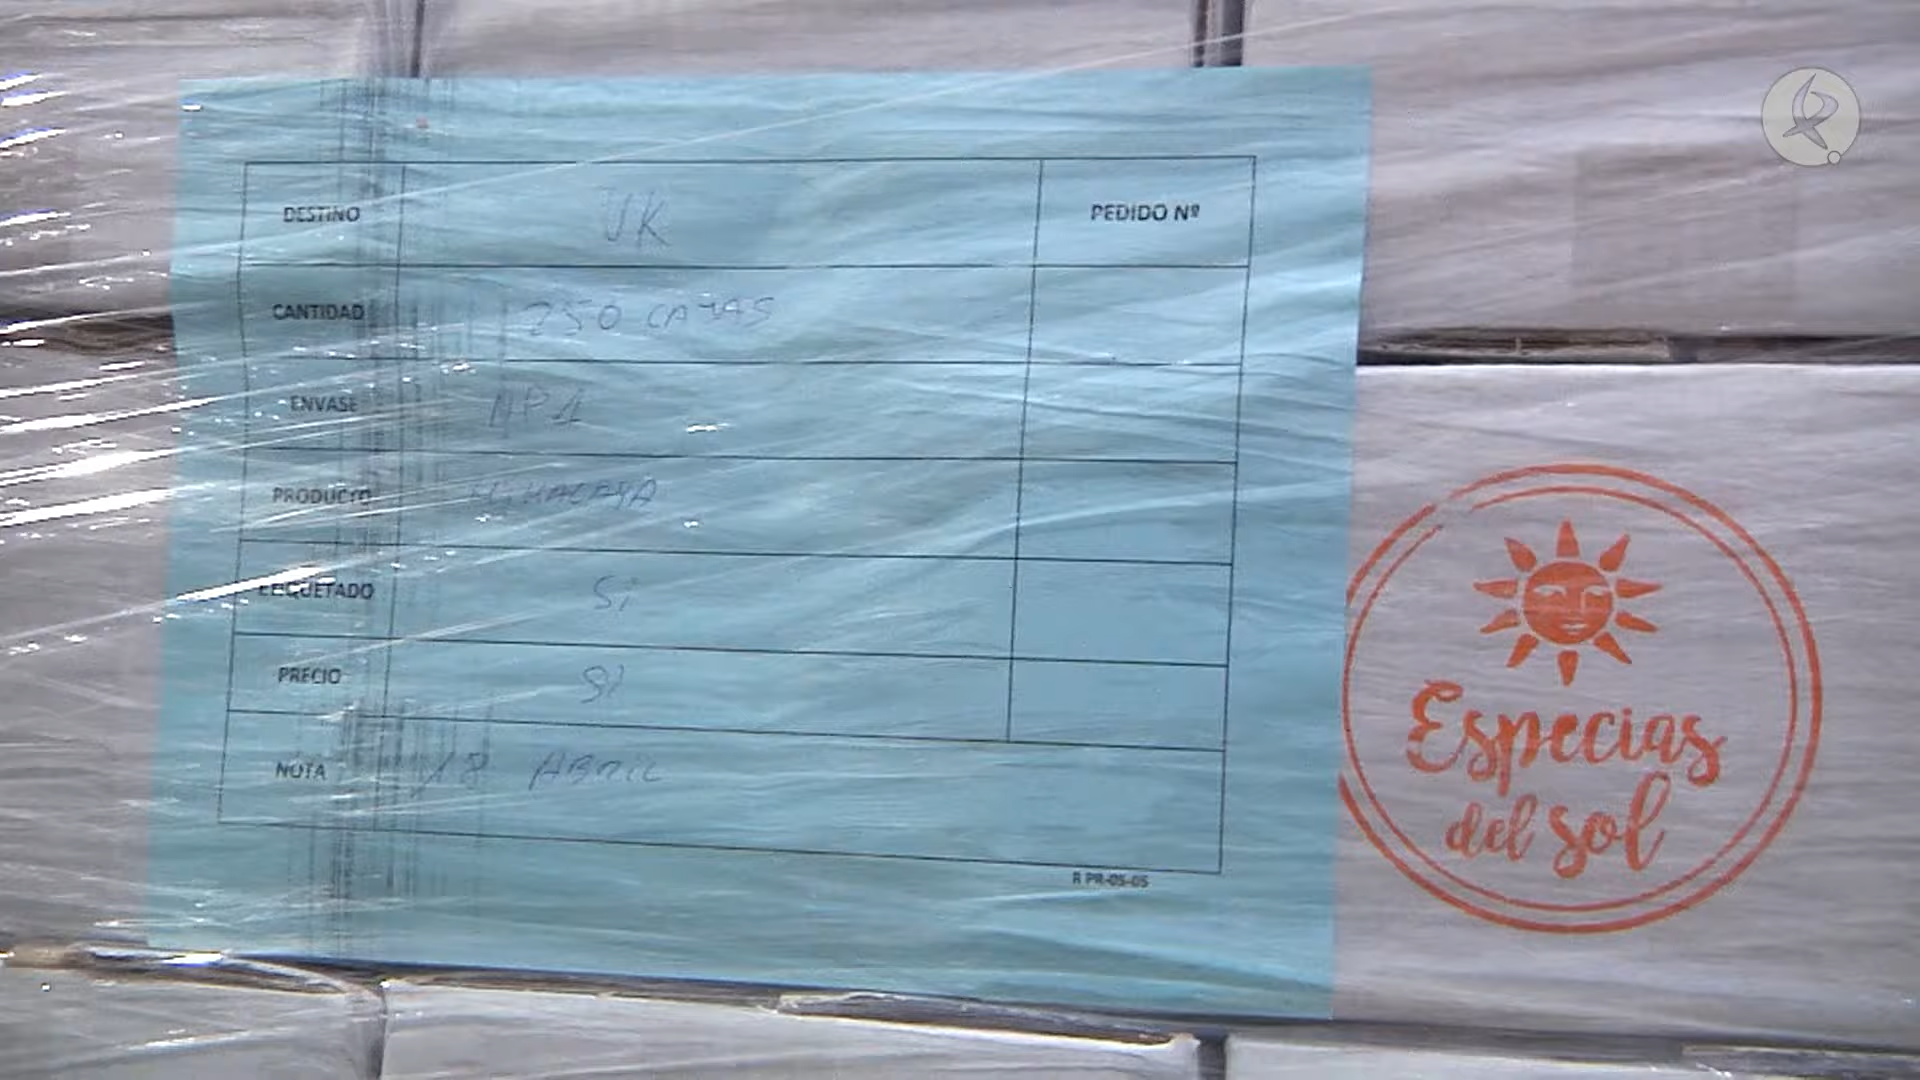 DESTINO UK PEDIDO Nº
CANTIDAD 250 CAJAS
ENVASE
PRODUCTO
ETIQUETADO Si
PRECIO Si
NOTA 18 ABRIL
R PR-05-05
Especias
del sol